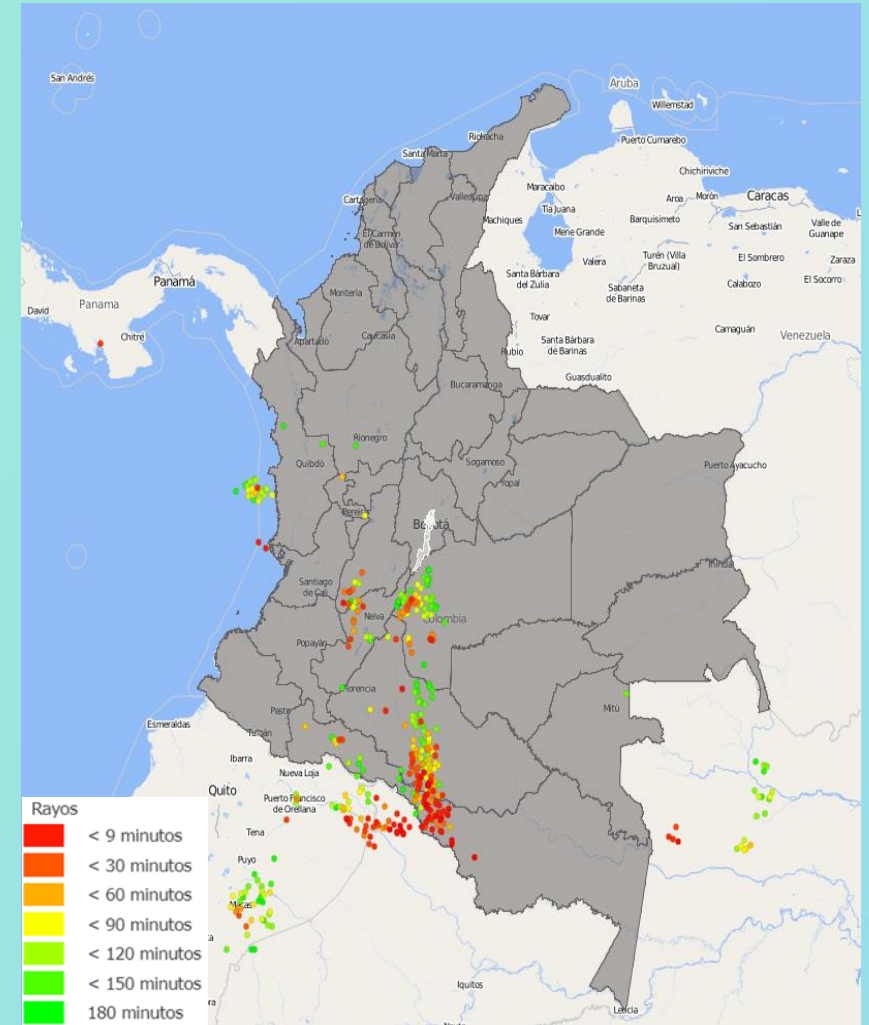 San Andrés
Aruba
Willemstad
Riohacha
Puerto Cumarebo
Santa Marta
Chichiriviche
Maracaibo
Cartagena
Valledupar
Aroa
Morón
Caracas
Tia Juana
Machiques
Barquisimeto
San Sebastián
Valle de
Guanape
Mene Grande
El Carmen
de Bolívar
Valera
Turén (Villa
Bruzual)
El Sombrero
Zaraza
Panamá
Santa Bárbara
del Zulia
Sabaneta
de Barinas
Calabozo
El Socorro
Montería
David
Panama
Tovar
Camaguán
Venezuela
Chitré
Apartadó
Caucasia
Santa Bárbara
de Barinas
Rubio
Guasdualito
Bucaramanga
Rionegro
Quibdó
Sogamoso
Puerto Ayacucho
Yopal
Pereira
Bogotá
Inírida
Santiago
de Cali
Neiva
Colombia
Popayán
Florencia
Mitú
Pasto
Esmeraldas
Tulcán
Ibarra
Nueva Loja
Quito
Puerto Francisco
de Orellana
Tena
Puyo
Macas
Iquitos
Leticia
Rayos
< 9 minutos
< 30 minutos
< 60 minutos
< 90 minutos
< 120 minutos
< 150 minutos
180 minutos